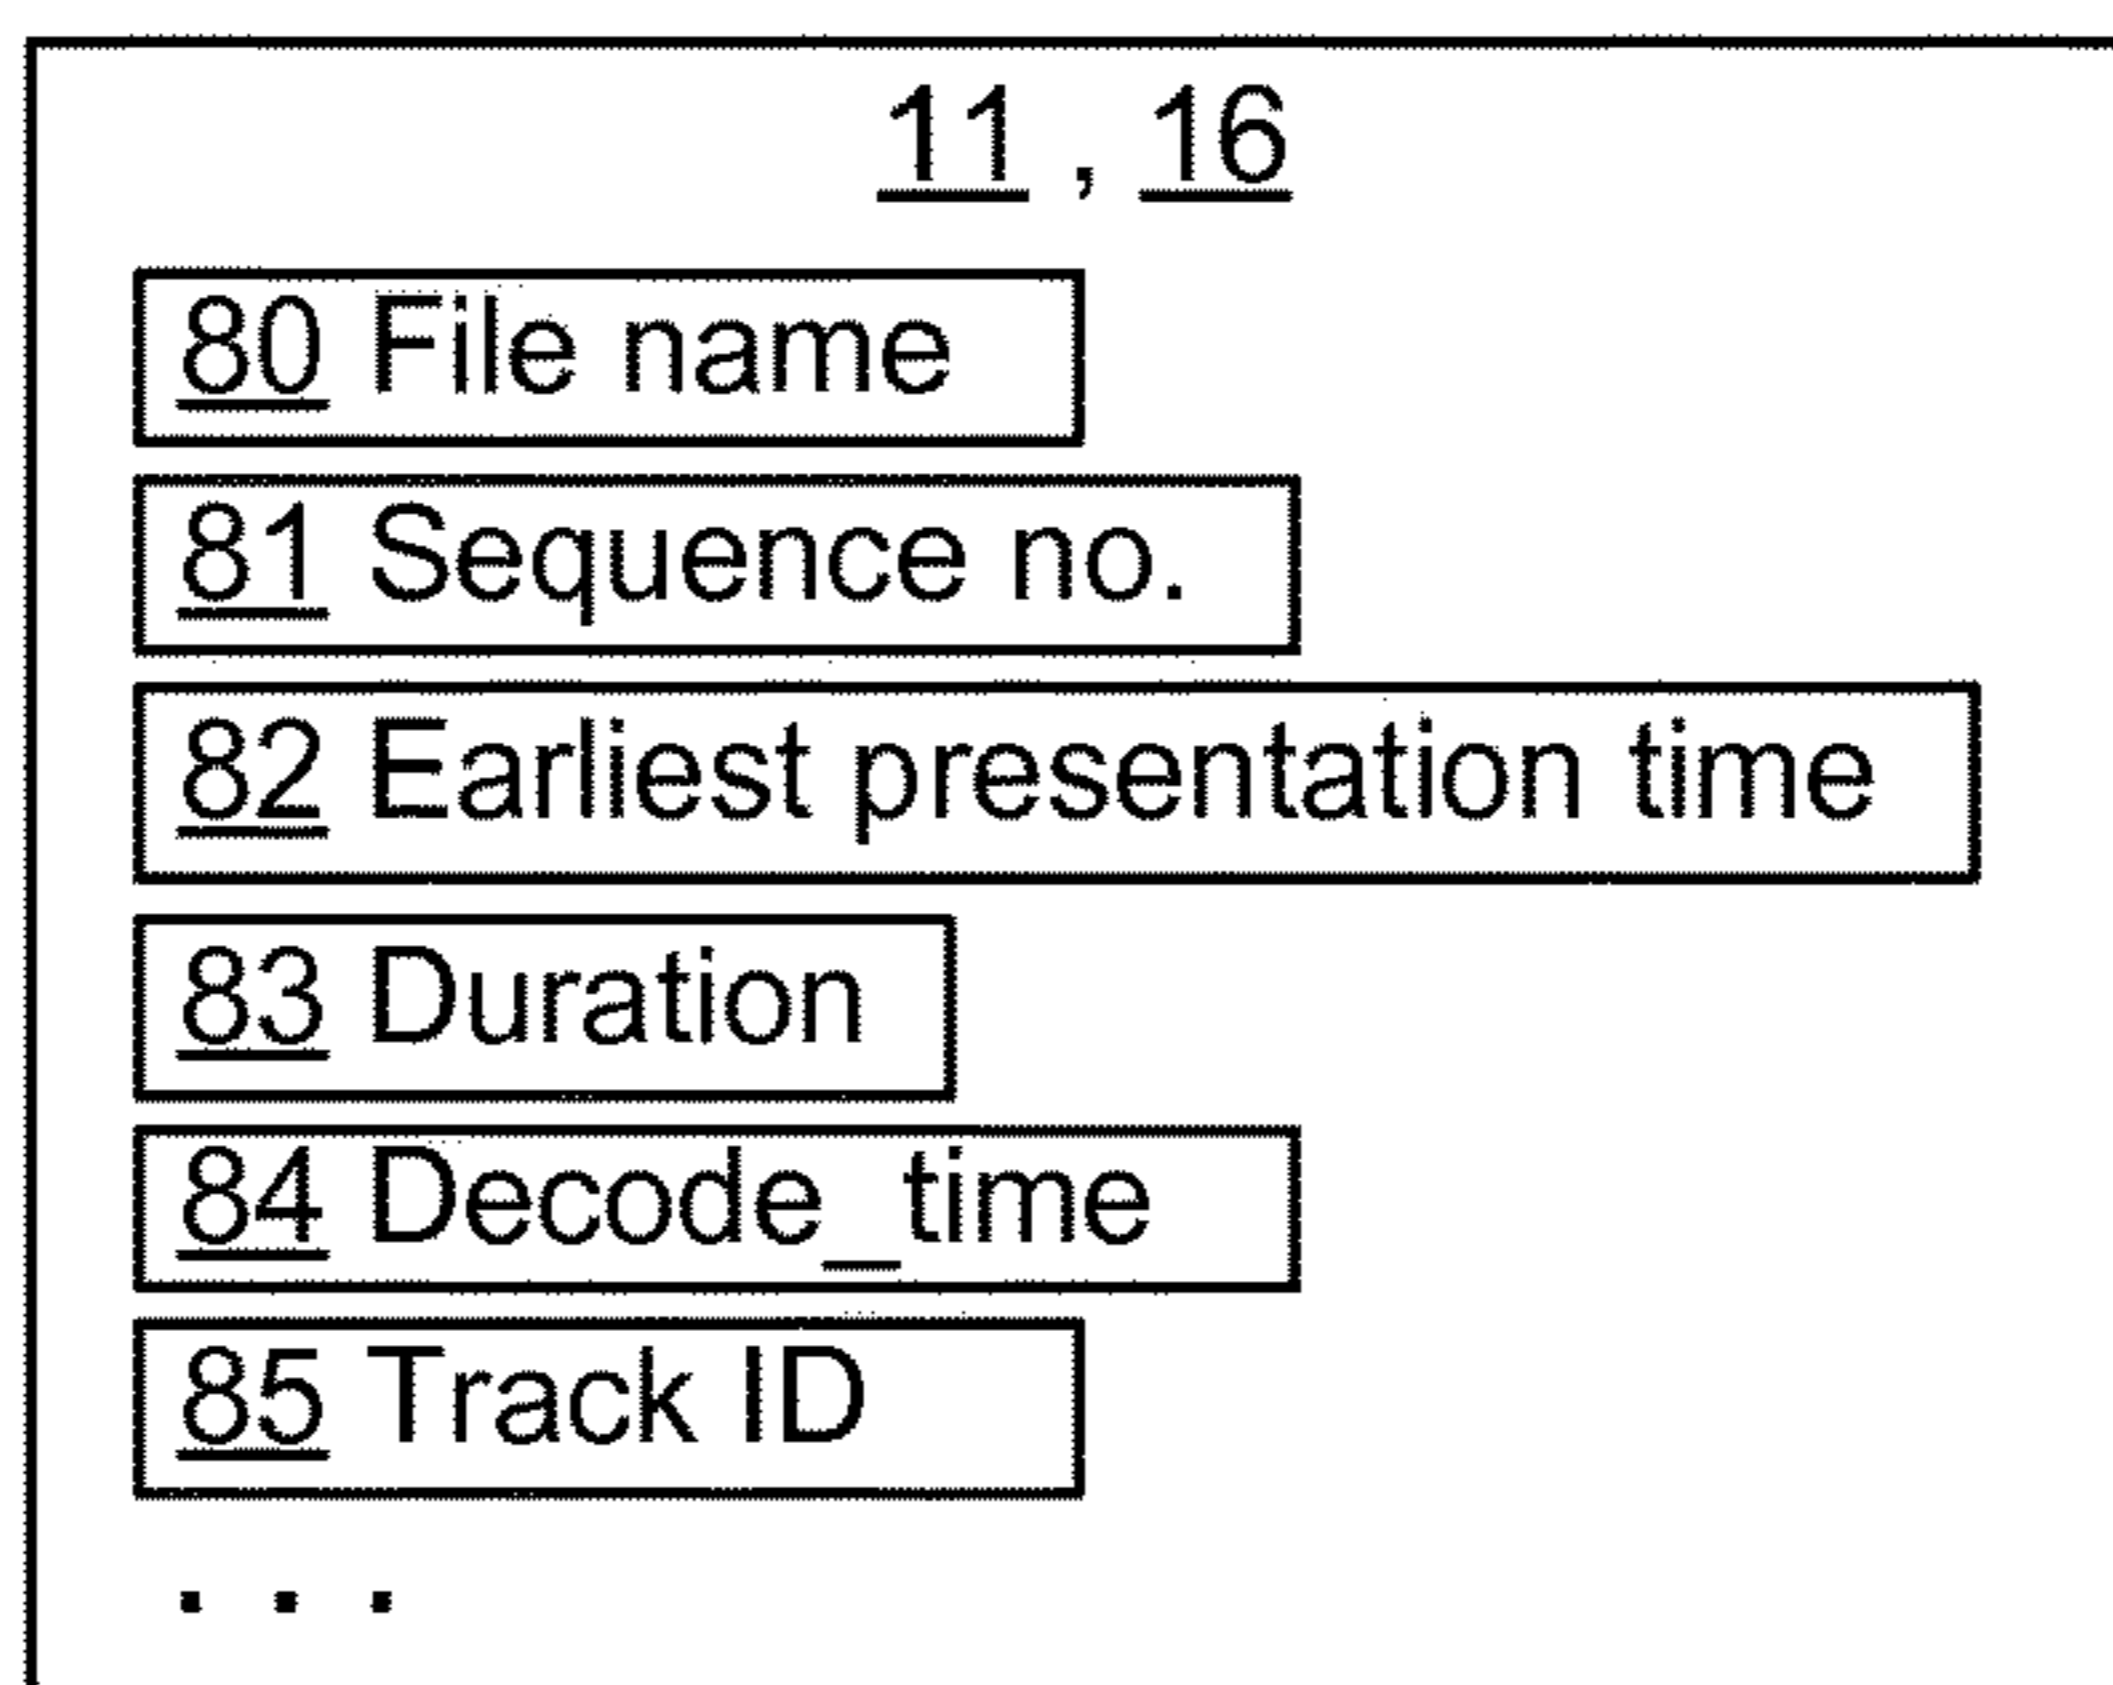 11 , 16
80 File name
81 Sequence no.
82 Earliest presentation time
83 Duration
84 Decode_time
85 Track ID
. . .